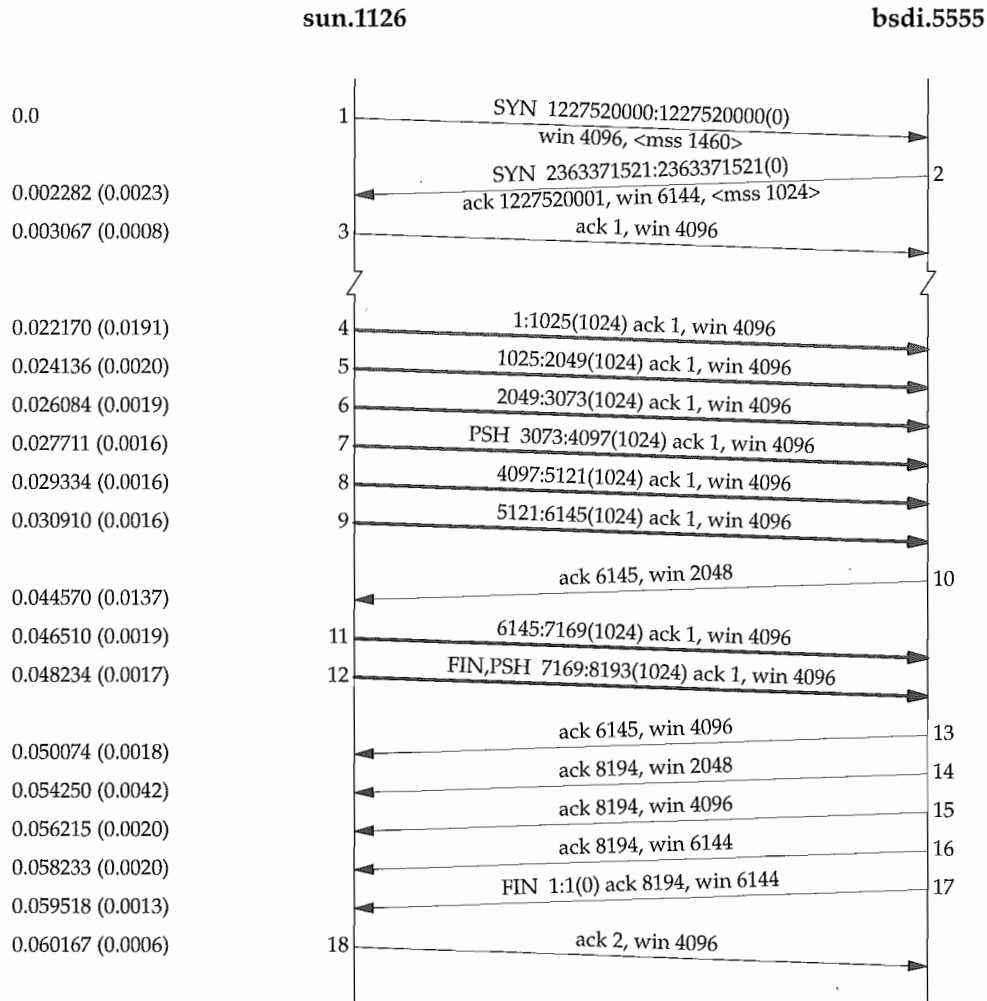 sun.1126 bsdi.5555
0.0 1 SYN 1227520000:1227520000(0)
win 4096, <mss 1460>
SYN 2363371521:2363371521(0) 2
0.002282 (0.0023) ack 1227520001, win 6144, <mss 1024>
0.003067 (0.0008) 3 ack 1, win 4096
0.022170 (0.0191) 4 1:1025(1024) ack 1, win 4096
0.024136 (0.0020) 5 1025:2049(1024) ack 1, win 4096
0.026084 (0.0019) 6 2049:3073(1024) ack 1, win 4096
0.027711 (0.0016) 7 PSH 3073:4097(1024) ack 1, win 4096
0.029334 (0.0016) 8 4097:5121(1024) ack 1, win 4096
0.030910 (0.0016) 9 5121:6145(1024) ack 1, win 4096
ack 6145, win 2048 10
0.044570 (0.0137)
0.046510 (0.0019) 11 6145:7169(1024) ack 1, win 4096
0.048234 (0.0017) 12 FIN,PSH 7169:8193(1024) ack 1, win 4096
ack 6145, win 4096 13
0.050074 (0.0018)
ack 8194, win 2048 14
0.054250 (0.0042)
ack 8194, win 4096 15
0.056215 (0.0020)
ack 8194, win 6144 16
0.058233 (0.0020)
FIN 1:1(0) ack 8194, win 6144 17
0.059518 (0.0013)
0.060167 (0.0006) 18 ack 2, win 4096